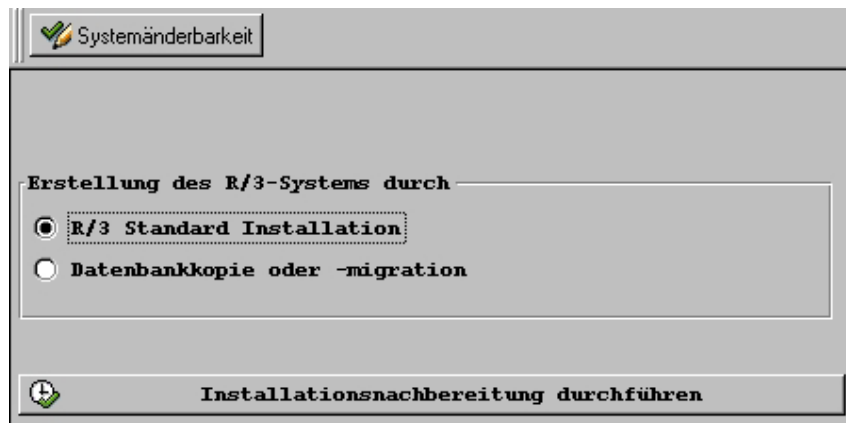 Systemänderbarkeit
Erstellung des R/3-Systems durch
R/3 Standard Installation
Datenbankkopie oder -migration
Installationsnachbereitung durchführen